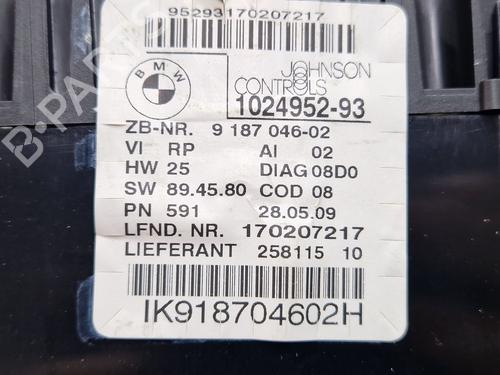 95293170207217
BMW
JOHNSON
CONTROLS
1024952-93
ZB-NR. 9 187 046-02
VI RP AI 02
HW 25 DIAG 08D0
SW 89.45.80 COD 08
PN 591 28.05.09
LFND. NR. 170207217
LIEFERANT 258115 10
IK918704602H